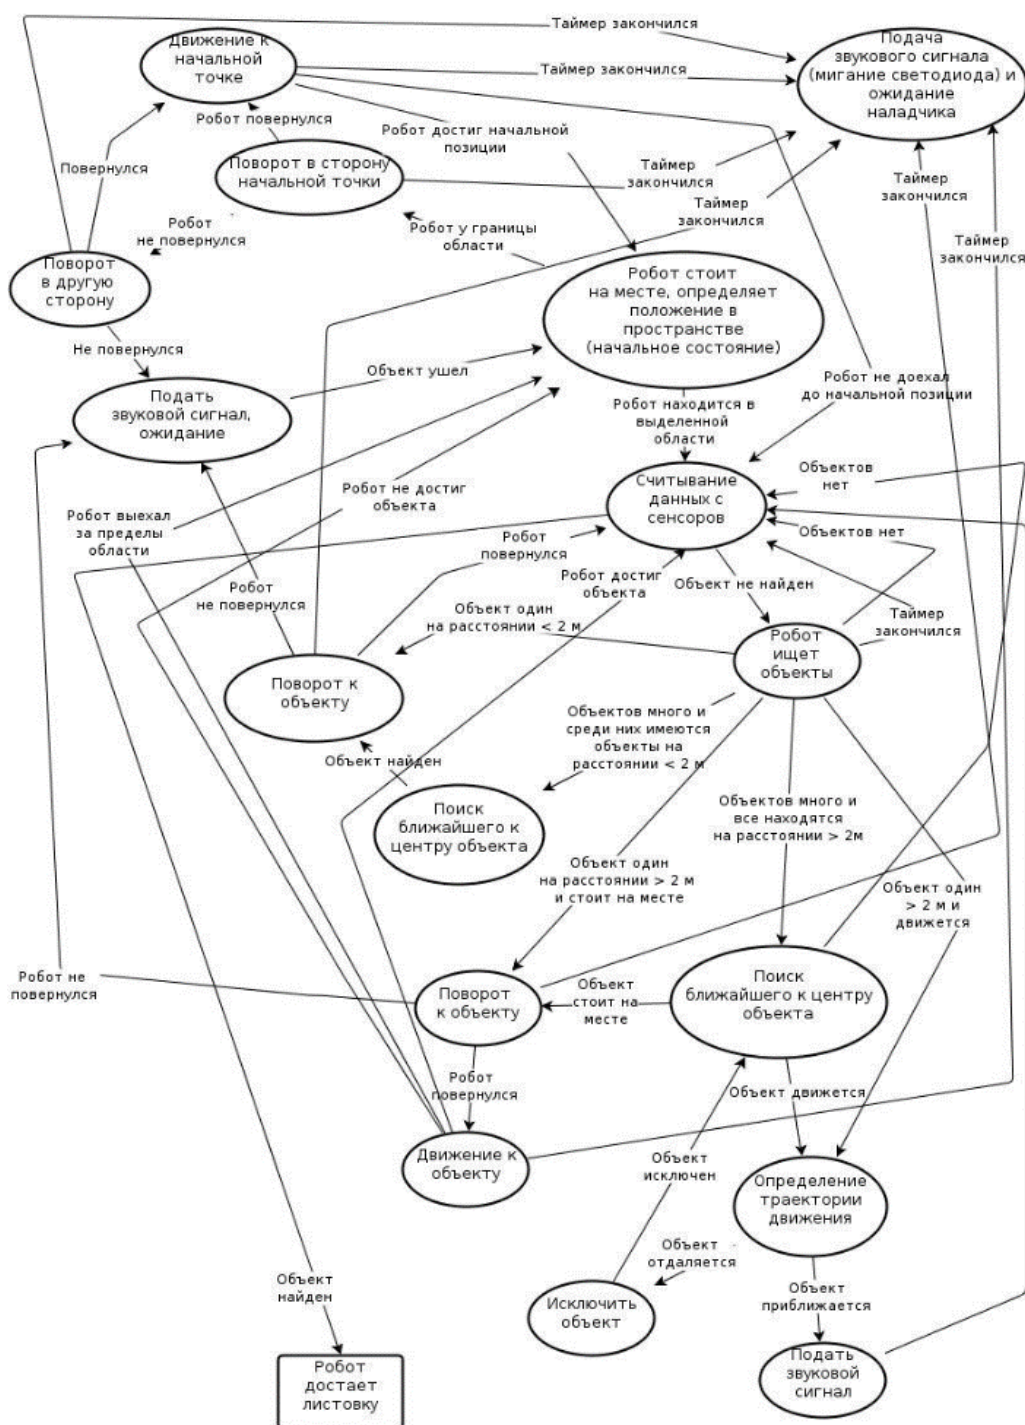 Таймер закончился
Движение к
начальной
точке
Подача
звукового сигнала
(мигание светодиода) и
ожидание
наладчика
Таймер закончился
Робот повернулся
Робот достиг начальной
позиции
Повернулся
Поворот в сторону
начальной точки
Таймер
закончился
Таймер
закончился
Таймер
закончился
Робот
не повернулся
Робот у границы
области
Таймер
закончился
Поворот
в другую
сторону
Робот стоит
на месте, определяет
положение в
пространстве
(начальное состояние)
Не повернулся
Объект ушел
Подать
звуковой сигнал,
ожидание
Робот не доехал
до начальной позиции
Робот находится в
выделенной
области
Робот не достиг
объекта
Считывание
данных с
сенсоров
Объектов
нет
Робот выехал
за пределы
области
Робот
повернулся
Объектов нет
Робот
не повернулся
Робот достиг
объекта
Объект не найден
Объект один
на расстоянии < 2 м
Таймер
закончился
Робот
ищет
объекты
Поворот к
объекту
Объектов много и
среди них имеются
объекты на
расстоянии < 2 м
Объект найден
Поиск
ближайшего к
центру объекта
Объектов много и
все находятся
на расстоянии > 2м
Объект один
на расстоянии > 2 м
и стоит на месте
Объект один
> 2 м и
движется
Робот не
повернулся
Поворот
к объекту
Объект
стоит на
месте
Поиск
ближайшего к центру
объекта
Робот
повернулся
Объект движется
Движение к
объекту
Объект
исключен
Определение
траектории
движения
Объект
отдаляется
Объект
найден
Исключить
объект
Объект
приближается
Робот
достает
листовку
Подать
звуковой
сигнал